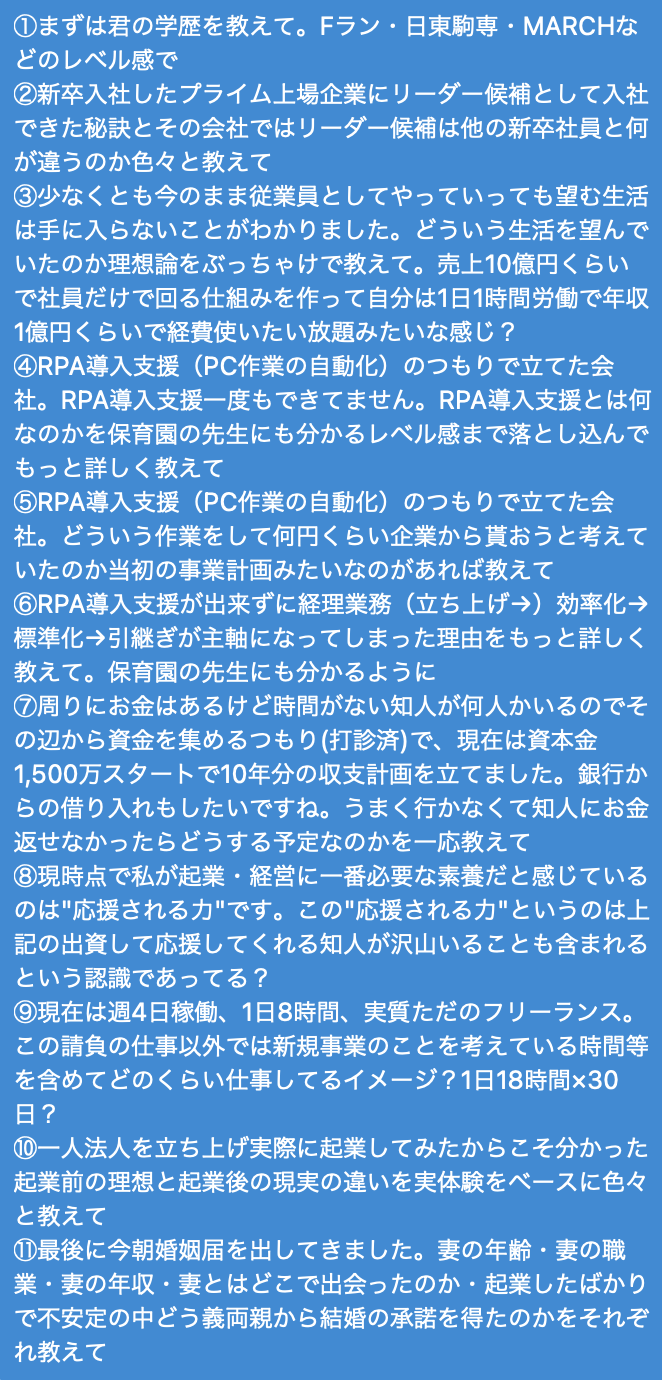 ①まずは君の学歴を教えて。Fラン・日東駒専・MARCHな
どのレベル感で
②新卒入社したプライム上場企業にリーダー候補として入社
できた秘訣とその会社ではリーダー候補は他の新卒社員と何
が違うのか色々と教えて
③少なくとも今のまま従業員としてやっていっても望む生活
は手に入らないことがわかりました。どういう生活を望んで
いたのか理想論をぶっちゃけで教えて。売上10億円くらい
で社員だけで回る仕組みを作って自分は1日1時間労働で年収
1億円くらいで経費使いたい放題みたいな感じ？
④RPA導入支援（PC作業の自動化）のつもりで立てた会
社。RPA導入支援一度もできてません。RPA導入支援とは何
なのかを保育園の先生にも分かるレベル感まで落とし込んで
もっと詳しく教えて
⑤RPA導入支援（PC作業の自動化）のつもりで立てた会
社。どういう作業をして何円くらい企業から貰おうと考えて
いたのか当初の事業計画みたいなのがあれば教えて
⑥RPA導入支援が出来ずに経理業務（立ち上げ→）効率化→
標準化→引継ぎが主軸になってしまった理由をもっと詳しく
教えて。保育園の先生にも分かるように
⑦周りにお金はあるけど時間がない知人が何人かいるのでそ
の辺から資金を集めるつもり(打診済)で、現在は資本金
1,500万スタートで10年分の収支計画を立てました。銀行か
らの借り入れもしたいですね。うまく行かなくて知人にお金
返せなかったらどうする予定なのかを一応教えて
⑧現時点で私が起業・経営に一番必要な素養だと感じている
のは"応援される力"です。この"応援される力"というのは上
記の出資して応援してくれる知人が沢山いることも含まれる
という認識であってる？
⑨現在は週4日稼働、1日8時間、実質ただのフリーランス。
この請負の仕事以外では新規事業のことを考えている時間等
を含めてどのくらい仕事してるイメージ？1日18時間×30
日？
⑩一人法人を立ち上げ実際に起業してみたからこそ分かった
起業前の理想と起業後の現実の違いを実体験をベースに色々
と教えて
⑪最後に今朝婚姻届を出してきました。妻の年齢・妻の職
業・妻の年収・妻とはどこで出会ったのか・起業したばかり
で不安定の中どう義両親から結婚の承諾を得たのかをそれぞ
れ教えて